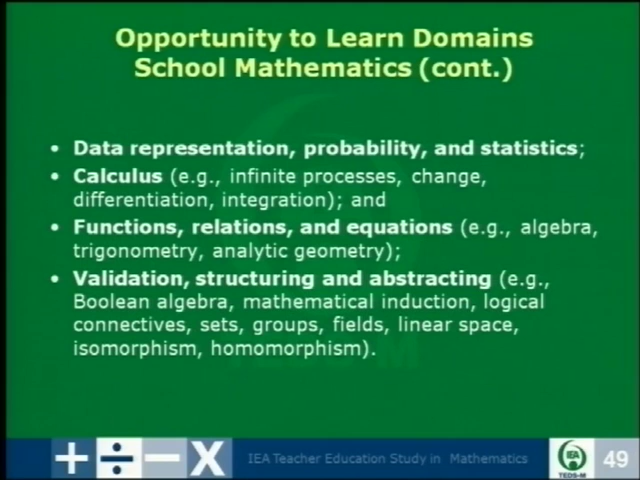 Opportunity to Learn Domains
School Mathematics (cont.)
• Data representation, probability, and statistics;
• Calculus (e.g., infinite processes, change,
differentiation, integration); and
• Functions, relations, and equations (e.g., algebra,
trigonometry, analytic geometry);
• Validation, structuring and abstracting (e.g.,
Boolean algebra, mathematical induction, logical
connectives, sets, groups, fields, linear space,
isomorphism, homomorphism).
TEDS-M
+ ÷ − X IEA Teacher Education Study in Mathematics IEA TEDS-M 49